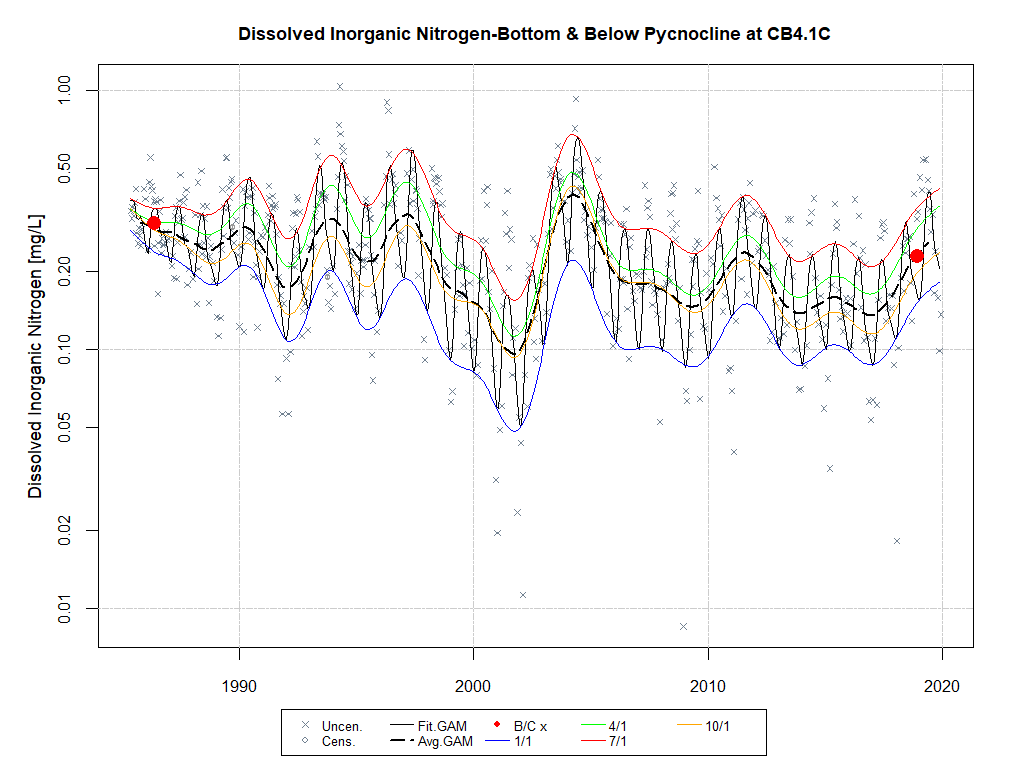 Dissolved Inorganic Nitrogen-Bottom & Below Pycnocline at CB4.1C
Dissolved Inorganic Nitrogen [mg/L]
1.00
0.50
0.20
0.10
0.05
0.02
0.01
1990 2000 2010 2020
Uncen. Fit.GAM B/C x 4/1 10/1
Cens. Avg.GAM 1/1 7/1